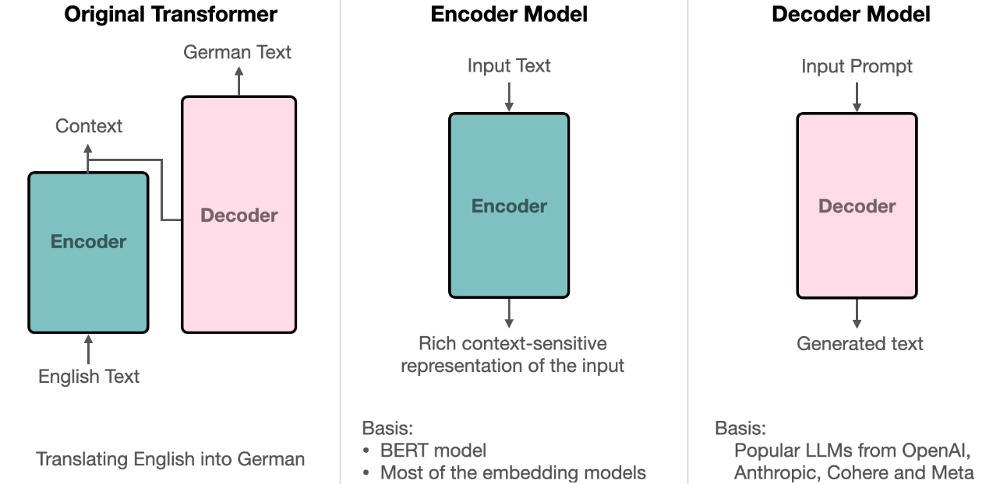 Original Transformer
German Text
Context
Decoder
Encoder
English Text
Translating English into German
Encoder Model
Input Text
Encoder
Rich context-sensitive
representation of the input
Basis:
• BERT model
• Most of the embedding models
Decoder Model
Input Prompt
Decoder
Generated text
Basis:
Popular LLMs from OpenAI,
Anthropic, Cohere and Meta